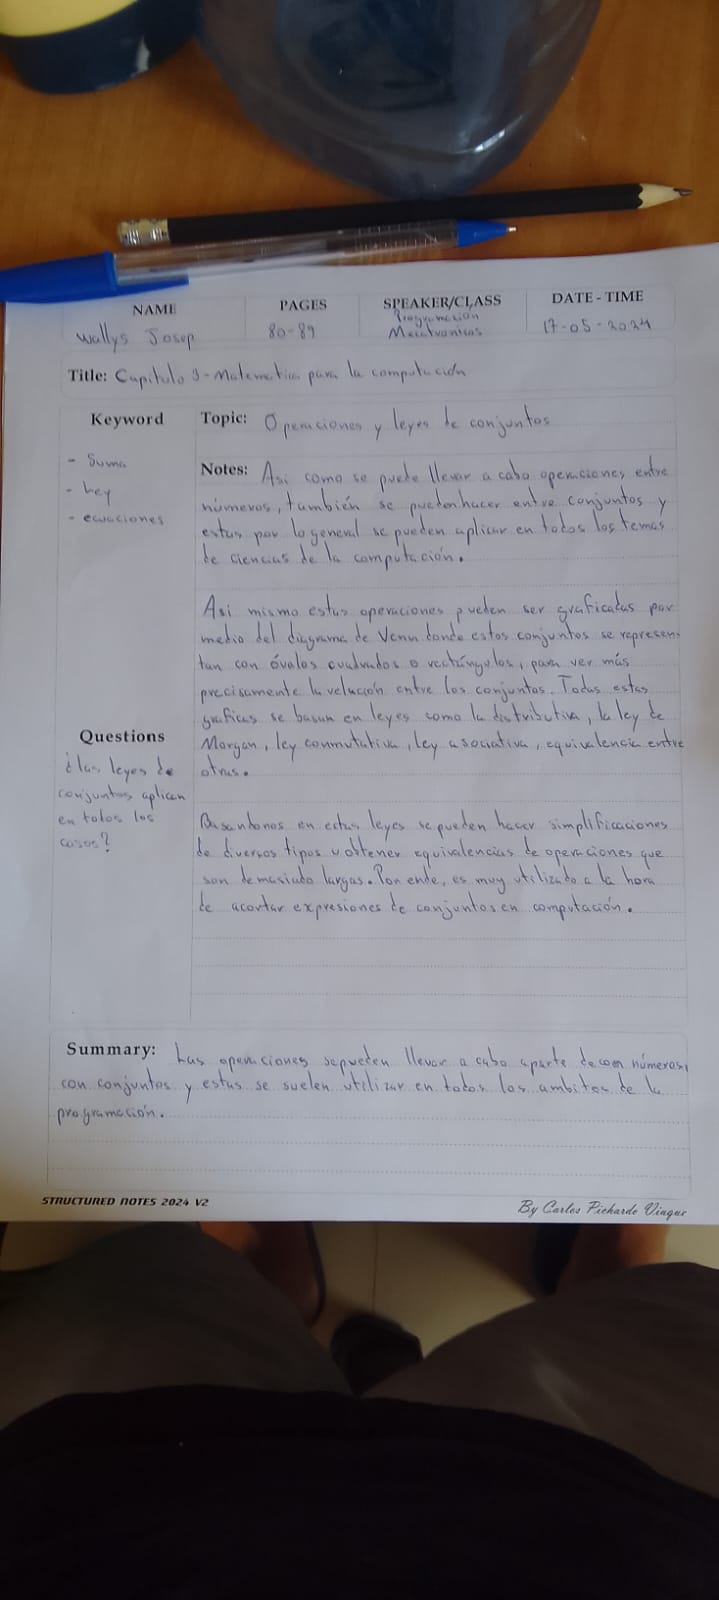 NAME
PAGES
SPEAKER/CLASS
DATE - TIME
Wallys Josep
80-89
Programación
Mecatronicas
17-05-2024
Title: Capítulo 3 - Matematica para la computación
Keyword
- Suma
- Ley
- ecuaciones
Topic: Operaciones y leyes de conjuntos
Notes: Asi como se puede llevar a cabo operaciones entre
números, también se pueden hacer entre conjuntos y
estas por lo general se pueden aplicar en todos los temas
de ciencias de la computación.
Asi mismo estas operaciones pueden ser graficadas por
medio del diagrama de Venn donde estos conjuntos se represen-
tan con óvalos cuadrados o rectángulos, para ver más
precisamente la relación entre los conjuntos. Todas estas
graficas se basan en leyes como la distributiva, la ley de
Morgan, ley conmutativa, ley asociativa, equivalencia entre
otras.
Basandonos en estas leyes se pueden hacer simplificaciones
de diversos tipos u obtener equivalencias de operaciones que
son demasiado largas. Por ende, es muy utilizado a la hora
de acortar expresiones de conjuntos en computación.
Questions
¿las leyes de
conjuntos aplican
en todos los
casos?
Summary: Las operaciones se pueden llevar a cabo aparte de con números,
con conjuntos y estas se suelen utilizar en todos los ambitos de la
programación.
STRUCTURED NOTES 2024 V2
By Carlos Pichardo Viuque